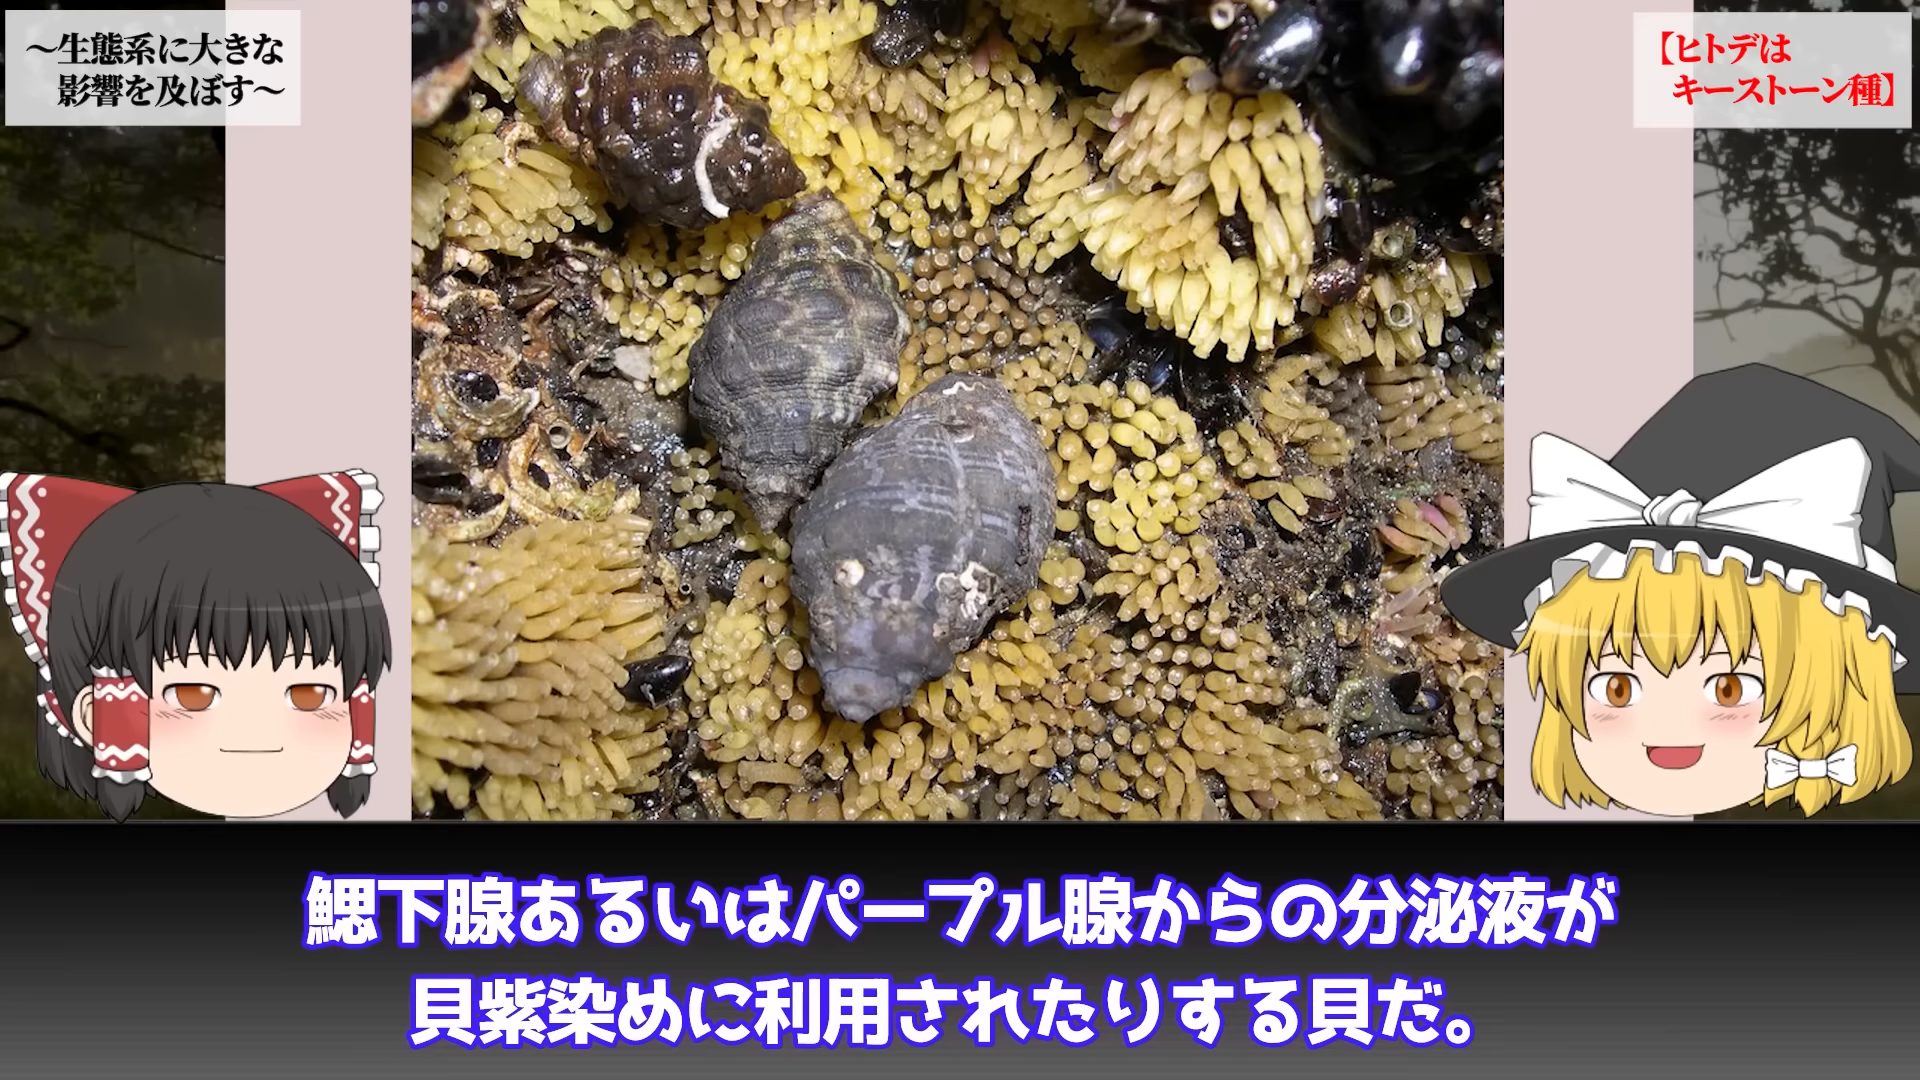 ～生態系に大きな
影響を及ぼす～
【ヒトデは
キーストーン種】
鰓下腺あるいはパープル腺からの分泌液が
貝紫染めに利用されたりする貝だ。